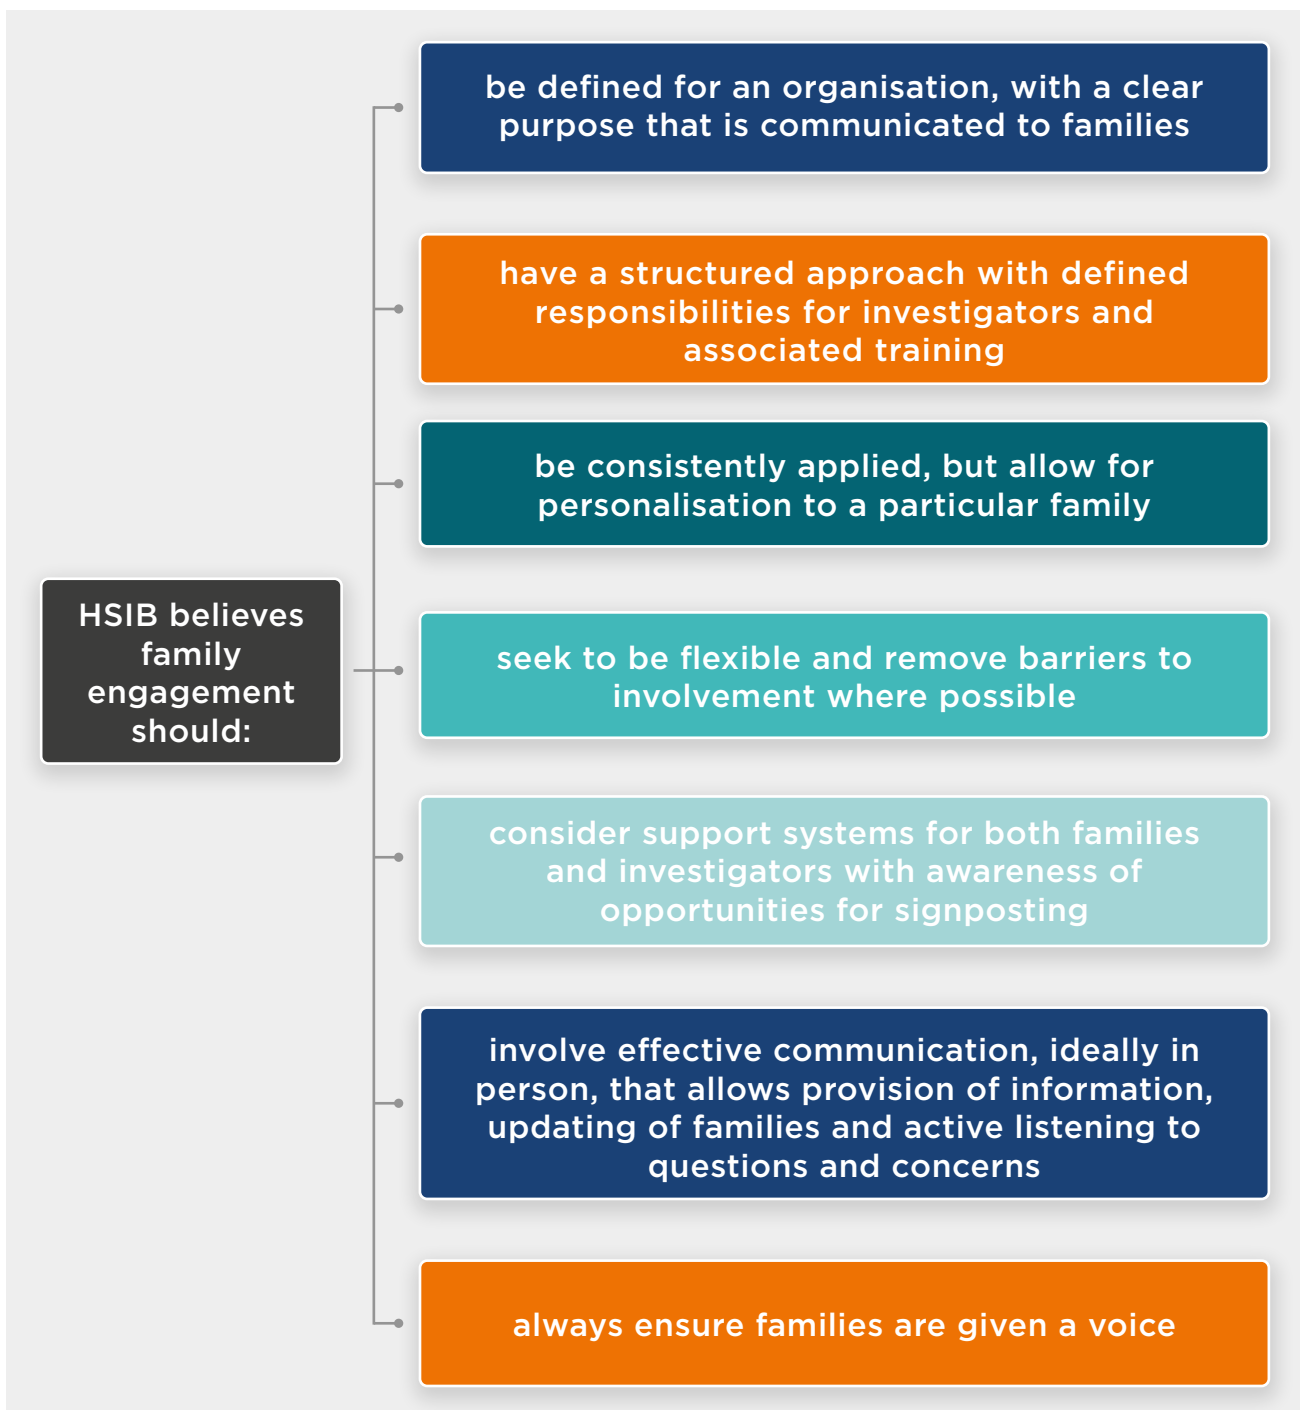 HSIB believes
family
engagement
should:
be defined for an organisation, with a clear
purpose that is communicated to families
have a structured approach with defined
responsibilities for investigators and
associated training
be consistently applied, but allow for
personalisation to a particular family
seek to be flexible and remove barriers to
involvement where possible
consider support systems for both families
and investigators with awareness of
opportunities for signposting
involve effective communication, ideally in
person, that allows provision of information,
updating of families and active listening to
questions and concerns
always ensure families are given a voice